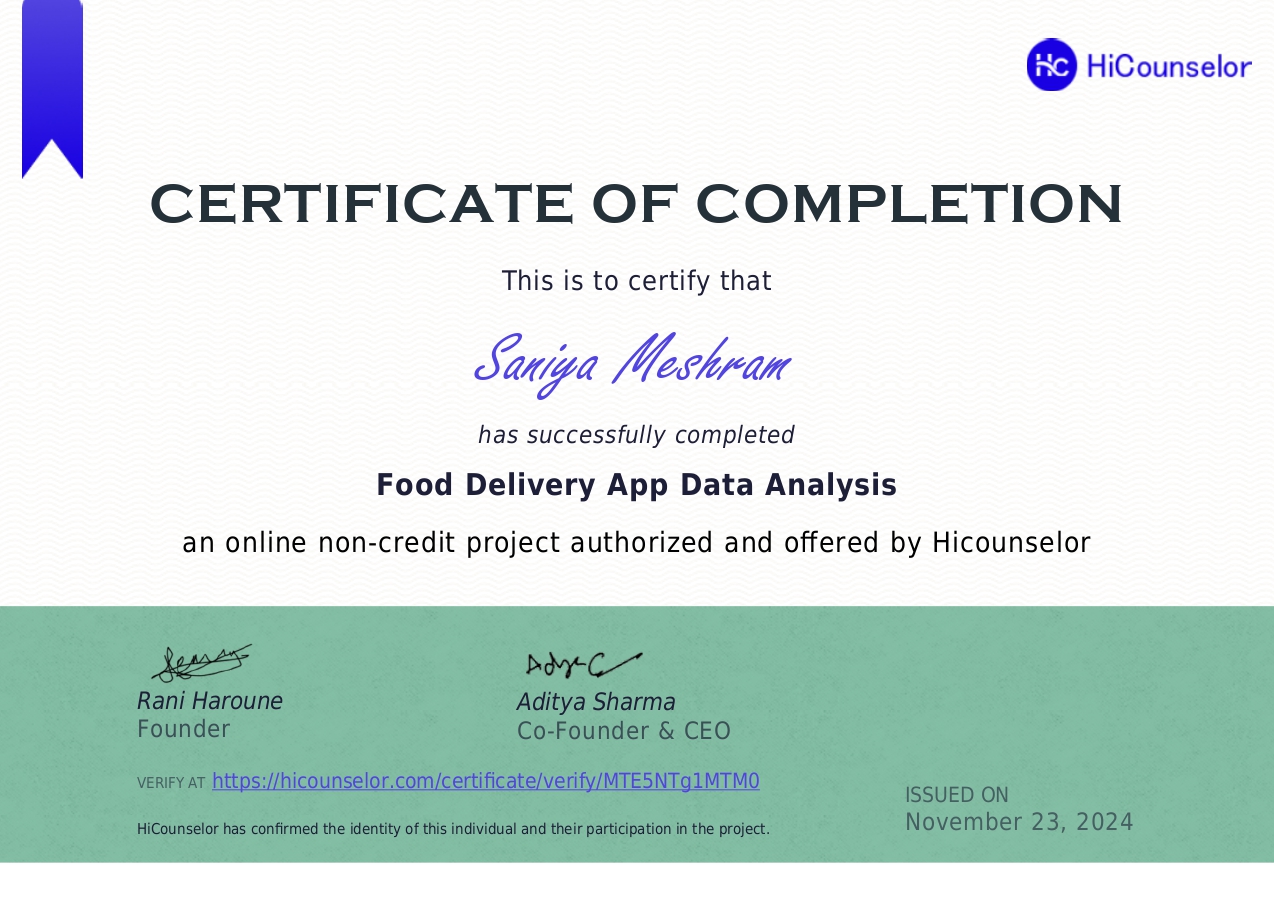 HC HiCounselor
CERTIFICATE OF COMPLETION
This is to certify that
Saniya Meshram
has successfully completed
Food Delivery App Data Analysis
an online non-credit project authorized and offered by Hicounselor
Rani Haroune
Founder
Aditya Sharma
Co-Founder & CEO
VERIFY AT https://hicounselor.com/certificate/verify/MTE5NTg1MTM0
HiCounselor has confirmed the identity of this individual and their participation in the project.
ISSUED ON
November 23, 2024